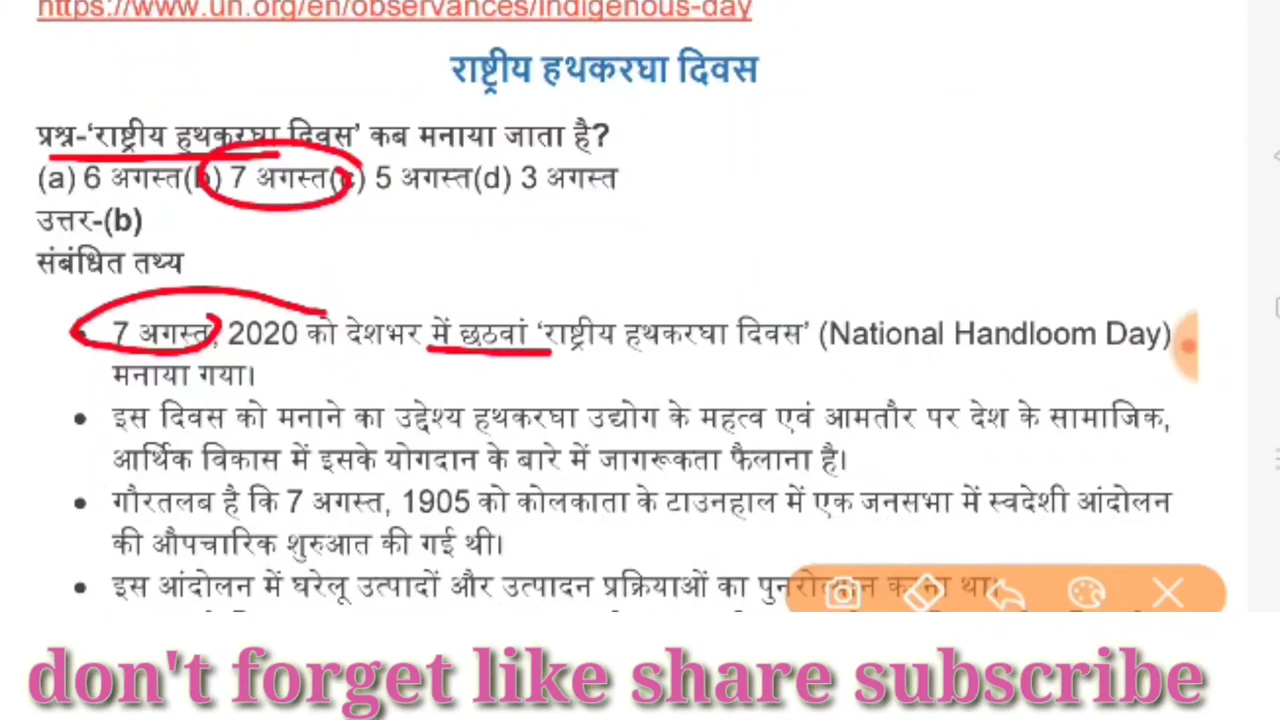 https://www.un.org/en/observances/indigenous-day
राष्ट्रीय हथकरघा दिवस
प्रश्न-‘राष्ट्रीय हथकरघा दिवस’ कब मनाया जाता है?
(a) 6 अगस्त(b) 7 अगस्त(c) 5 अगस्त(d) 3 अगस्त
उत्तर-(b)
संबंधित तथ्य
• 7 अगस्त, 2020 को देशभर में छठवां ‘राष्ट्रीय हथकरघा दिवस’ (National Handloom Day)
मनाया गया।
• इस दिवस को मनाने का उद्देश्य हथकरघा उद्योग के महत्व एवं आमतौर पर देश के सामाजिक,
आर्थिक विकास में इसके योगदान के बारे में जागरूकता फैलाना है।
• गौरतलब है कि 7 अगस्त, 1905 को कोलकाता के टाउनहाल में एक जनसभा में स्वदेशी आंदोलन
की औपचारिक शुरुआत की गई थी।
• इस आंदोलन में घरेलू उत्पादों और उत्पादन प्रक्रियाओं का पुनरोत्थान करना था।
don't forget like share subscribe